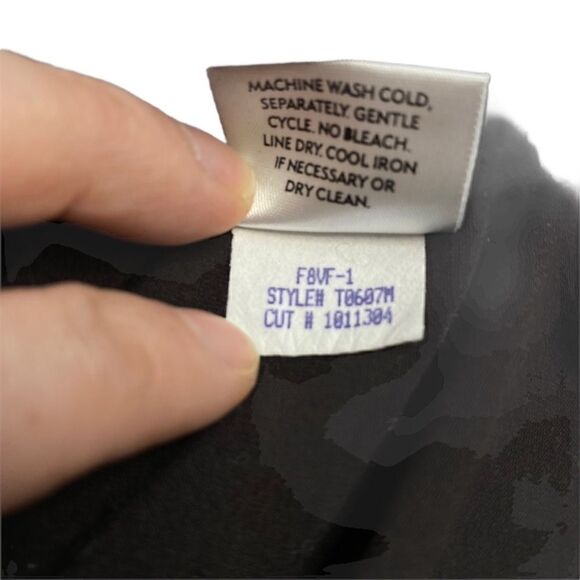 MACHINE WASH COLD,
SEPARATELY. GENTLE
CYCLE. NO BLEACH.
LINE DRY. COOL IRON
IF NECESSARY OR
DRY CLEAN.
F8VF-1
STYLE# T0607M
CUT # 1011304